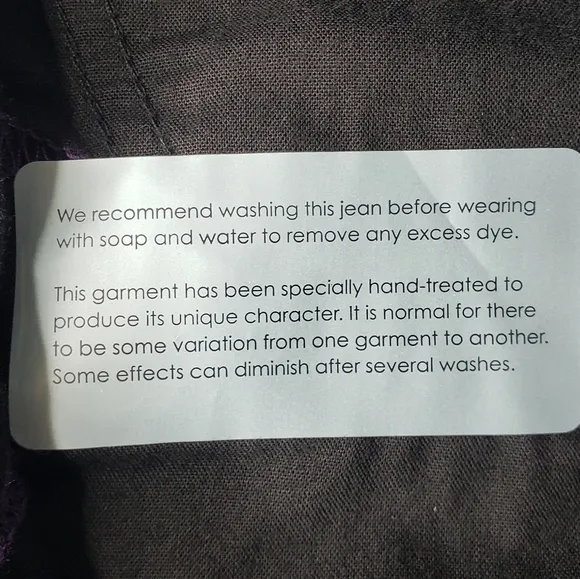 We recommend washing this jean before wearing
with soap and water to remove any excess dye.
This garment has been specially hand-treated to
produce its unique character. It is normal for there
to be some variation from one garment to another.
Some effects can diminish after several washes.